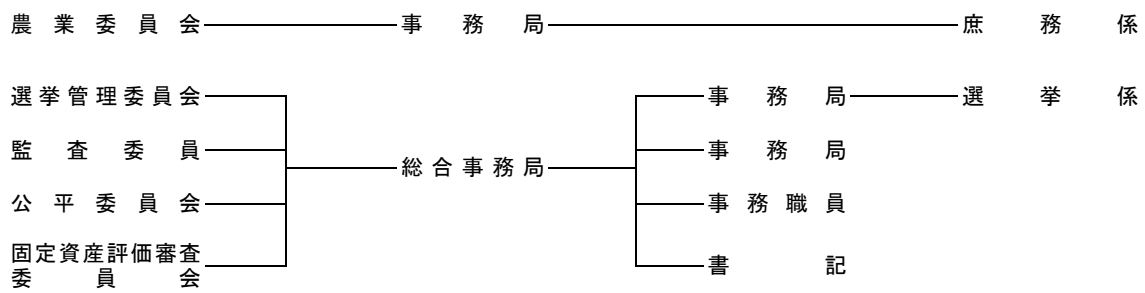 農業委員会 事務局 庶務係
選挙管理委員会 事務局 選挙係
監査委員 事務局
総合事務局
公平委員会 事務職員
固定資産評価審査
委員会 書記